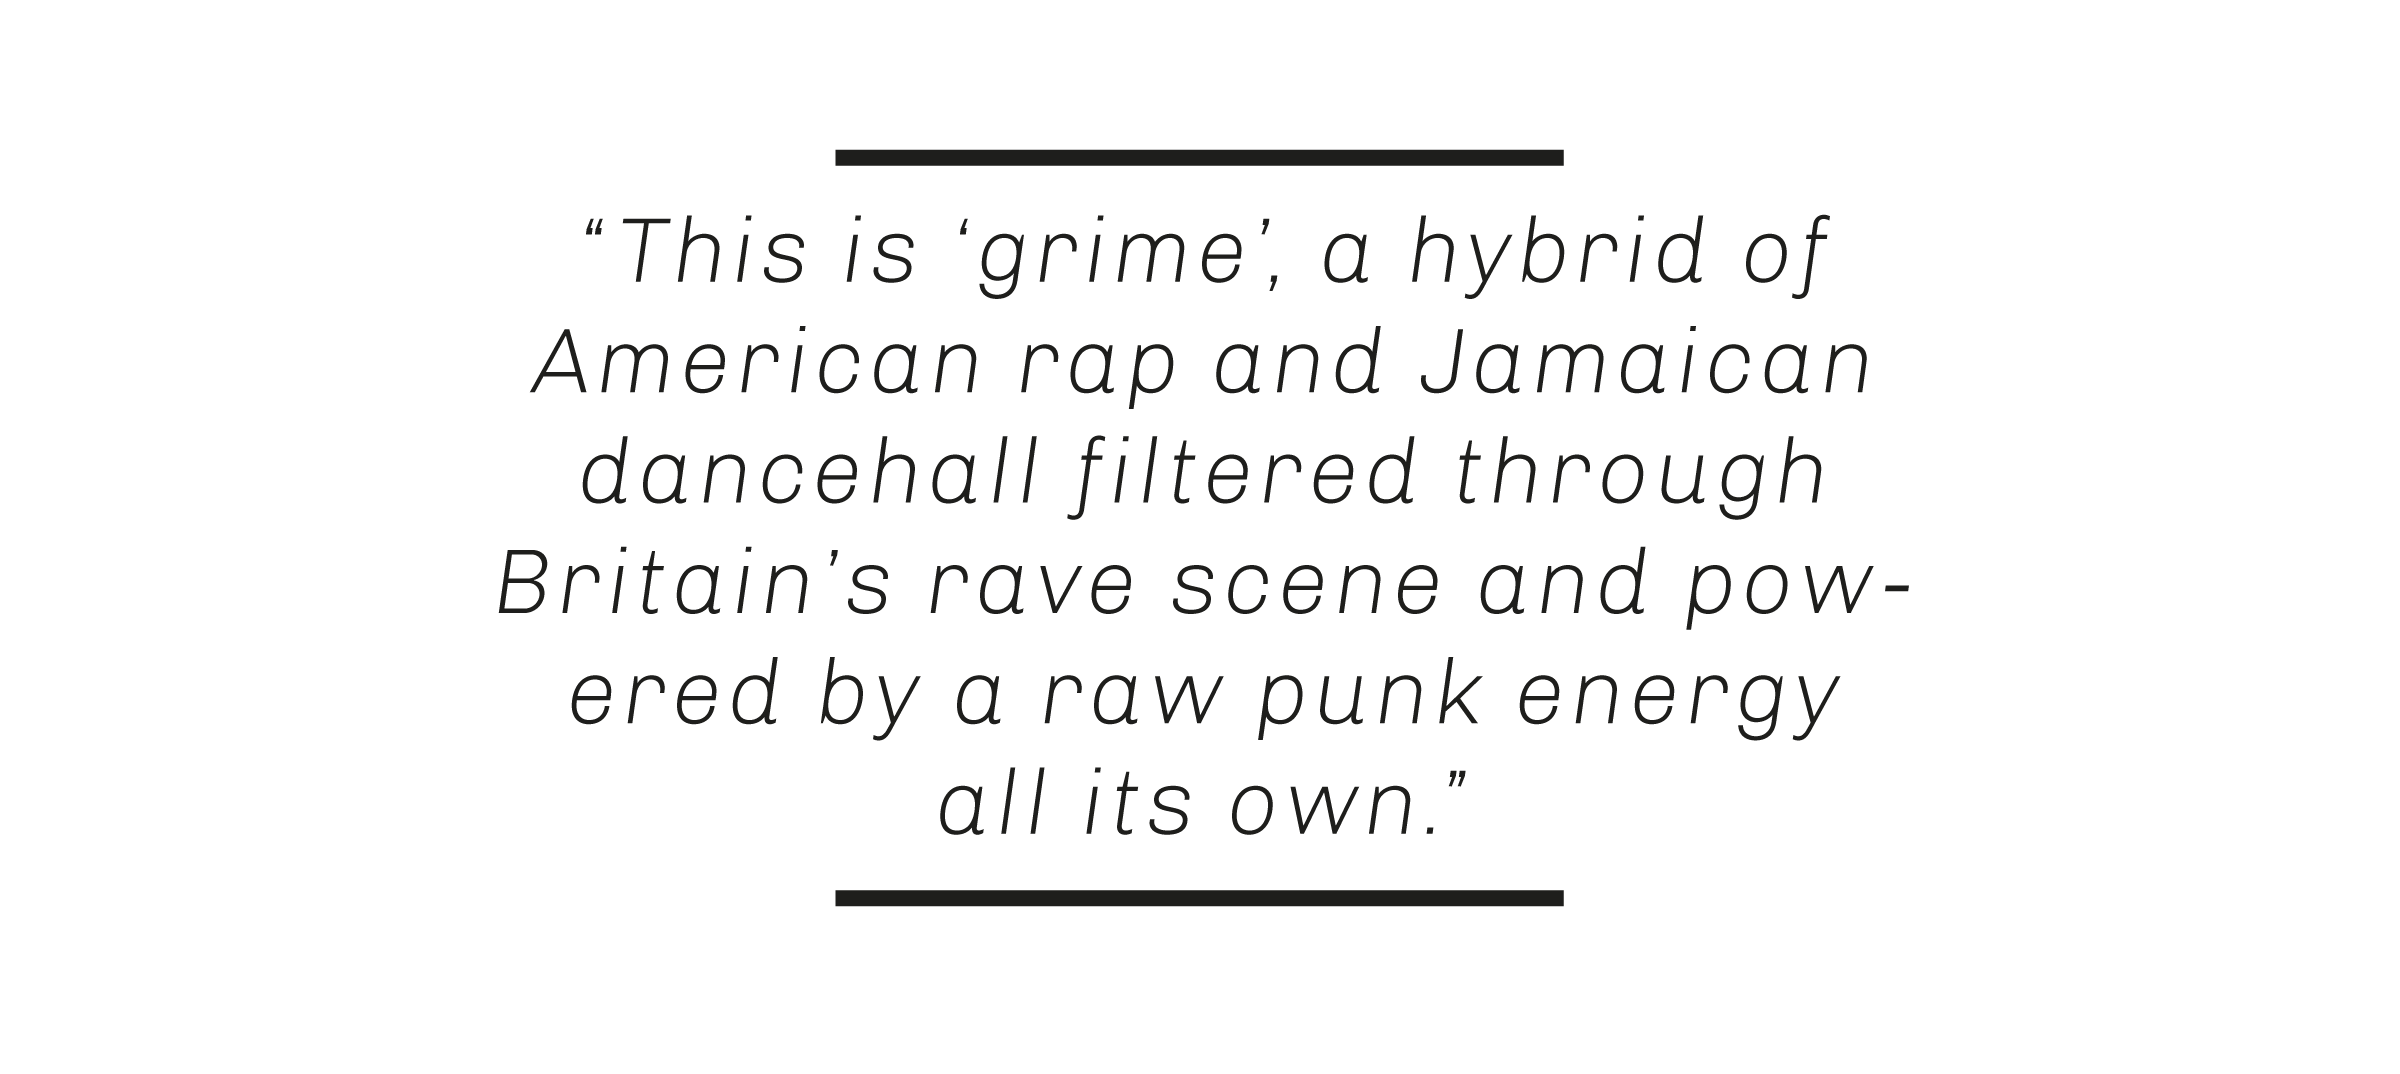 “This is ‘grime’, a hybrid of
American rap and Jamaican
dancehall filtered through
Britain’s rave scene and pow-
ered by a raw punk energy
all its own.”